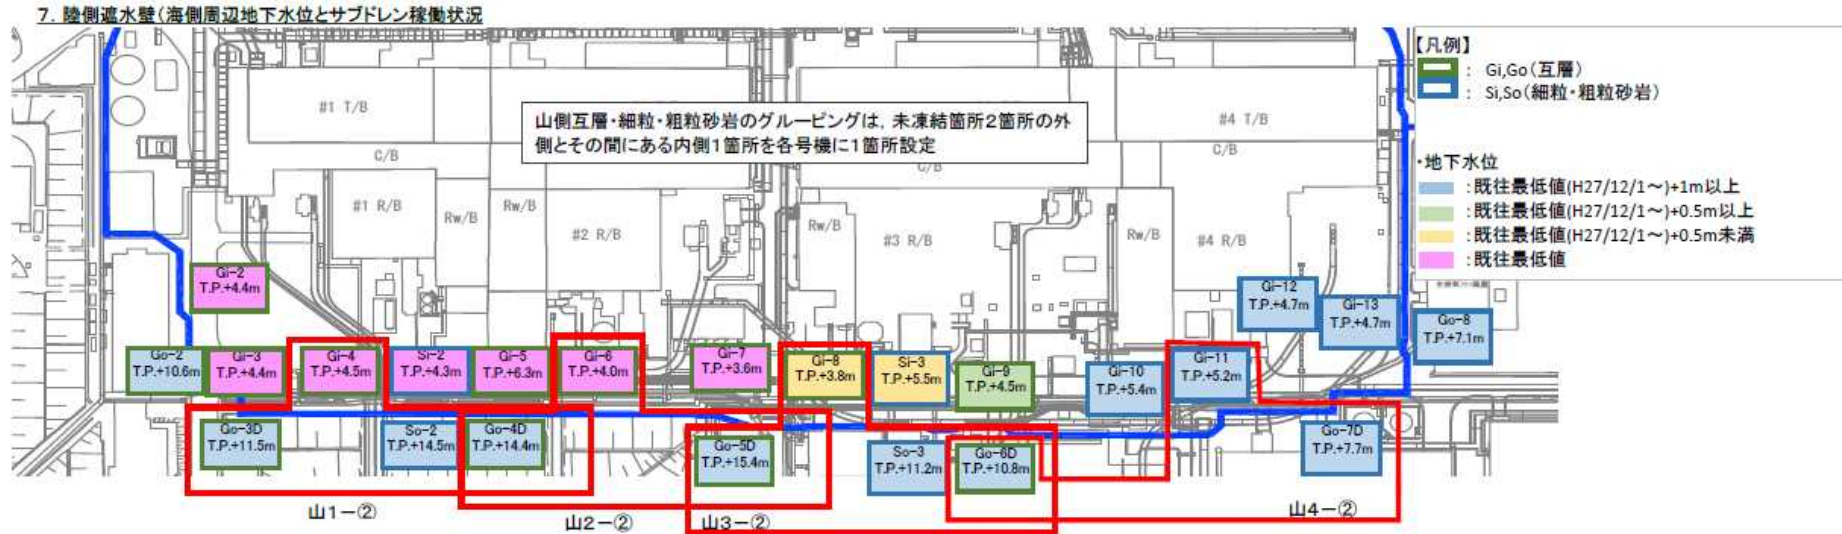 7. 陸側遮水壁(海側周辺地下水位とサブドレン稼働状況
【凡例】
: Gi,Go(互層)
: Si,So(細粒・粗粒砂岩)
・地下水位
:既往最低値(H27/12/1～)+1m以上
:既往最低値(H27/12/1～)+0.5m以上
:既往最低値(H27/12/1～)+0.5m未満
:既往最低値
#1 T/B
山側互層・細粒・粗粒砂岩のグルーピングは, 未凍結箇所2箇所の外
側とその間にある内側1箇所を各号機に1箇所設定
#4 T/B
C/B
C/B
C/B
#1 R/B
Rw/B
Rw/B
#2 R/B
Rw/B
#3 R/B
Rw/B
#4 R/B
Gi-2
T.P.+4.4m
Gi-12
T.P.+4.7m
Gi-13
T.P.+4.7m
Go-8
T.P.+7.1m
Go-2
T.P.+10.6m
Gi-3
T.P.+4.4m
Gi-4
T.P.+4.5m
Si-2
T.P.+4.3m
Gi-5
T.P.+6.3m
Gi-6
T.P.+4.0m
Gi-7
T.P.+3.6m
Gi-8
T.P.+3.8m
Si-3
T.P.+5.5m
Gi-9
T.P.+4.5m
Gi-10
T.P.+5.4m
Gi-11
T.P.+5.2m
Go-3D
T.P.+11.5m
So-2
T.P.+14.5m
Go-4D
T.P.+14.4m
Go-5D
T.P.+15.4m
So-3
T.P.+11.2m
Go-6D
T.P.+10.8m
Go-7D
T.P.+7.7m
山1-②
山2-②
山3-②
山4-②